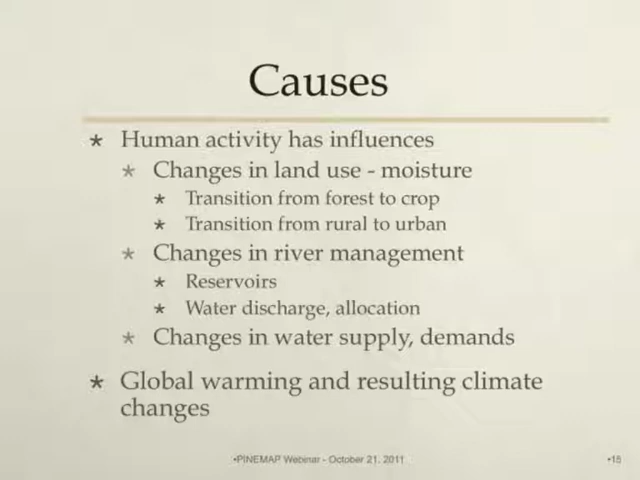 Causes
* Human activity has influences
* Changes in land use - moisture
* Transition from forest to crop
* Transition from rural to urban
* Changes in river management
* Reservoirs
* Water discharge, allocation
* Changes in water supply, demands
* Global warming and resulting climate
changes
•PINEMAP Webinar - October 21, 2011
•18